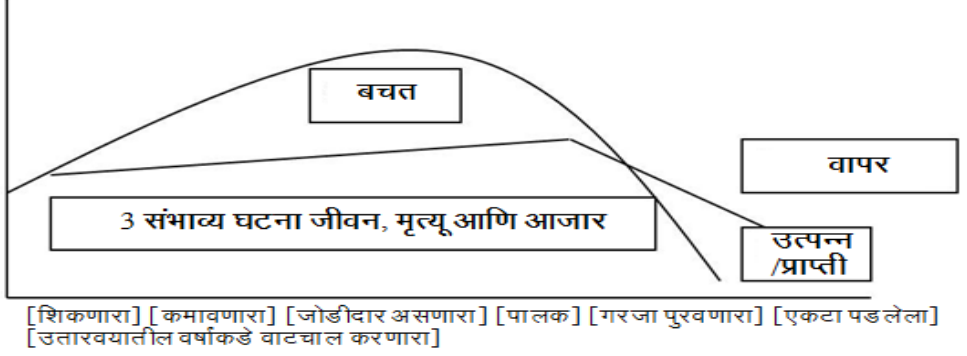 बचत
वापर
3 संभाव्य घटना जीवन, मृत्यू आणि आजार
उत्पन्न
/प्राप्ती
[शिकणारा] [कमावणारा] [जोडीदार असणारा] [पालक] [गरजा पुरवणारा] [एकटा पडलेला]
[उतारवयातील वर्षाकडे वाटचाल करणारा]